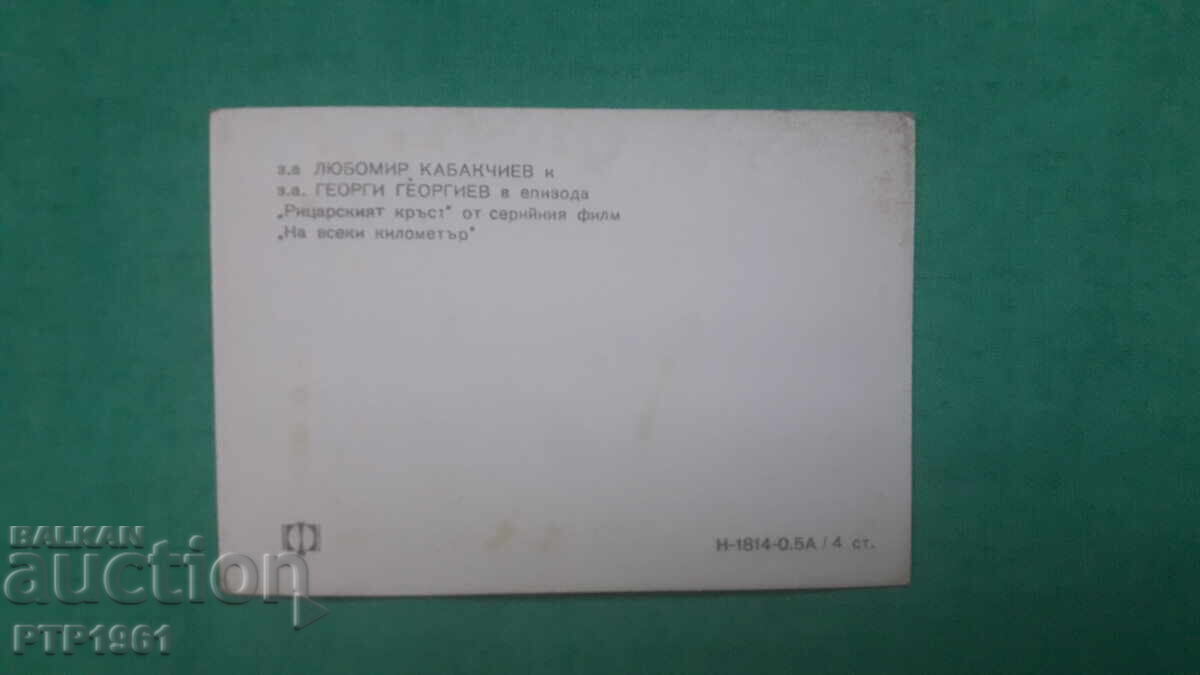 з.а ЛЮБОМИР КАБАКЧИЕВ и
з.а. ГЕОРГИ ГЕОРГИЕВ в епизода
„Рицарският кръст" от серийния филм
„На всеки километър"
Н-1814-0.5А / 4 ст.
BALKAN
auction
PTP1961